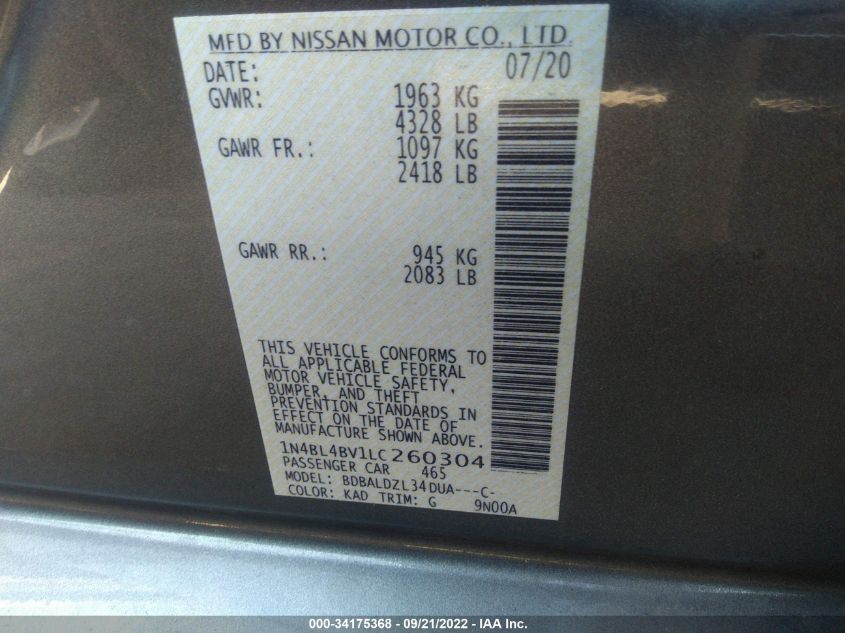 MFD BY NISSAN MOTOR CO., LTD.
DATE: 07/20
GVWR: 1963 KG
4328 LB
GAWR FR.: 1097 KG
2418 LB
GAWR RR.: 945 KG
2083 LB
THIS VEHICLE CONFORMS TO
ALL APPLICABLE FEDERAL
MOTOR VEHICLE SAFETY,
BUMPER, AND THEFT
PREVENTION STANDARDS IN
EFFECT ON THE DATE OF
MANUFACTURE SHOWN ABOVE.
1N4BL4BV1LC260304
PASSENGER CAR 465
MODEL: BDBALDZL34DUA---C-
COLOR: KAD TRIM: G 9N00A
000-34175368 - 09/21/2022 - IAA Inc.